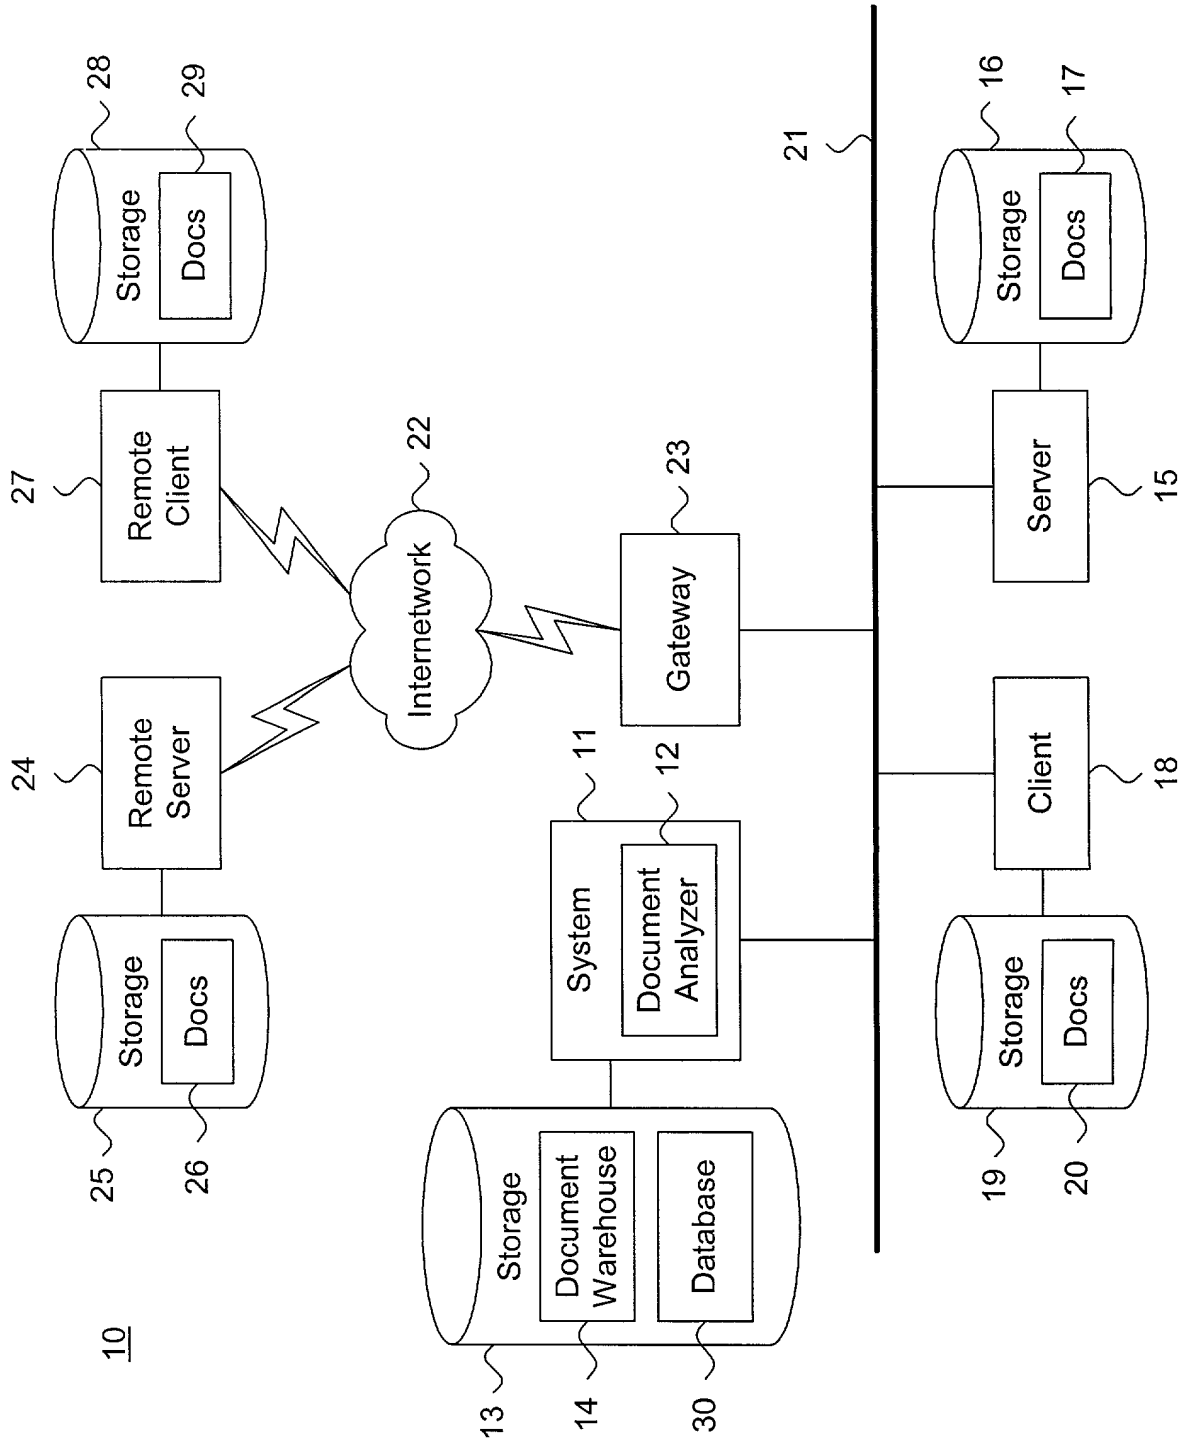 10
25
Storage
26
Docs
24
Remote
Server
27
Remote
Client
28
Storage
29
Docs
Internetwork
22
13
Storage
14
Document
Warehouse
30
Database
11
System
12
Document
Analyzer
23
Gateway
21
19
Storage
20
Docs
Client
18
Server
15
16
Storage
17
Docs